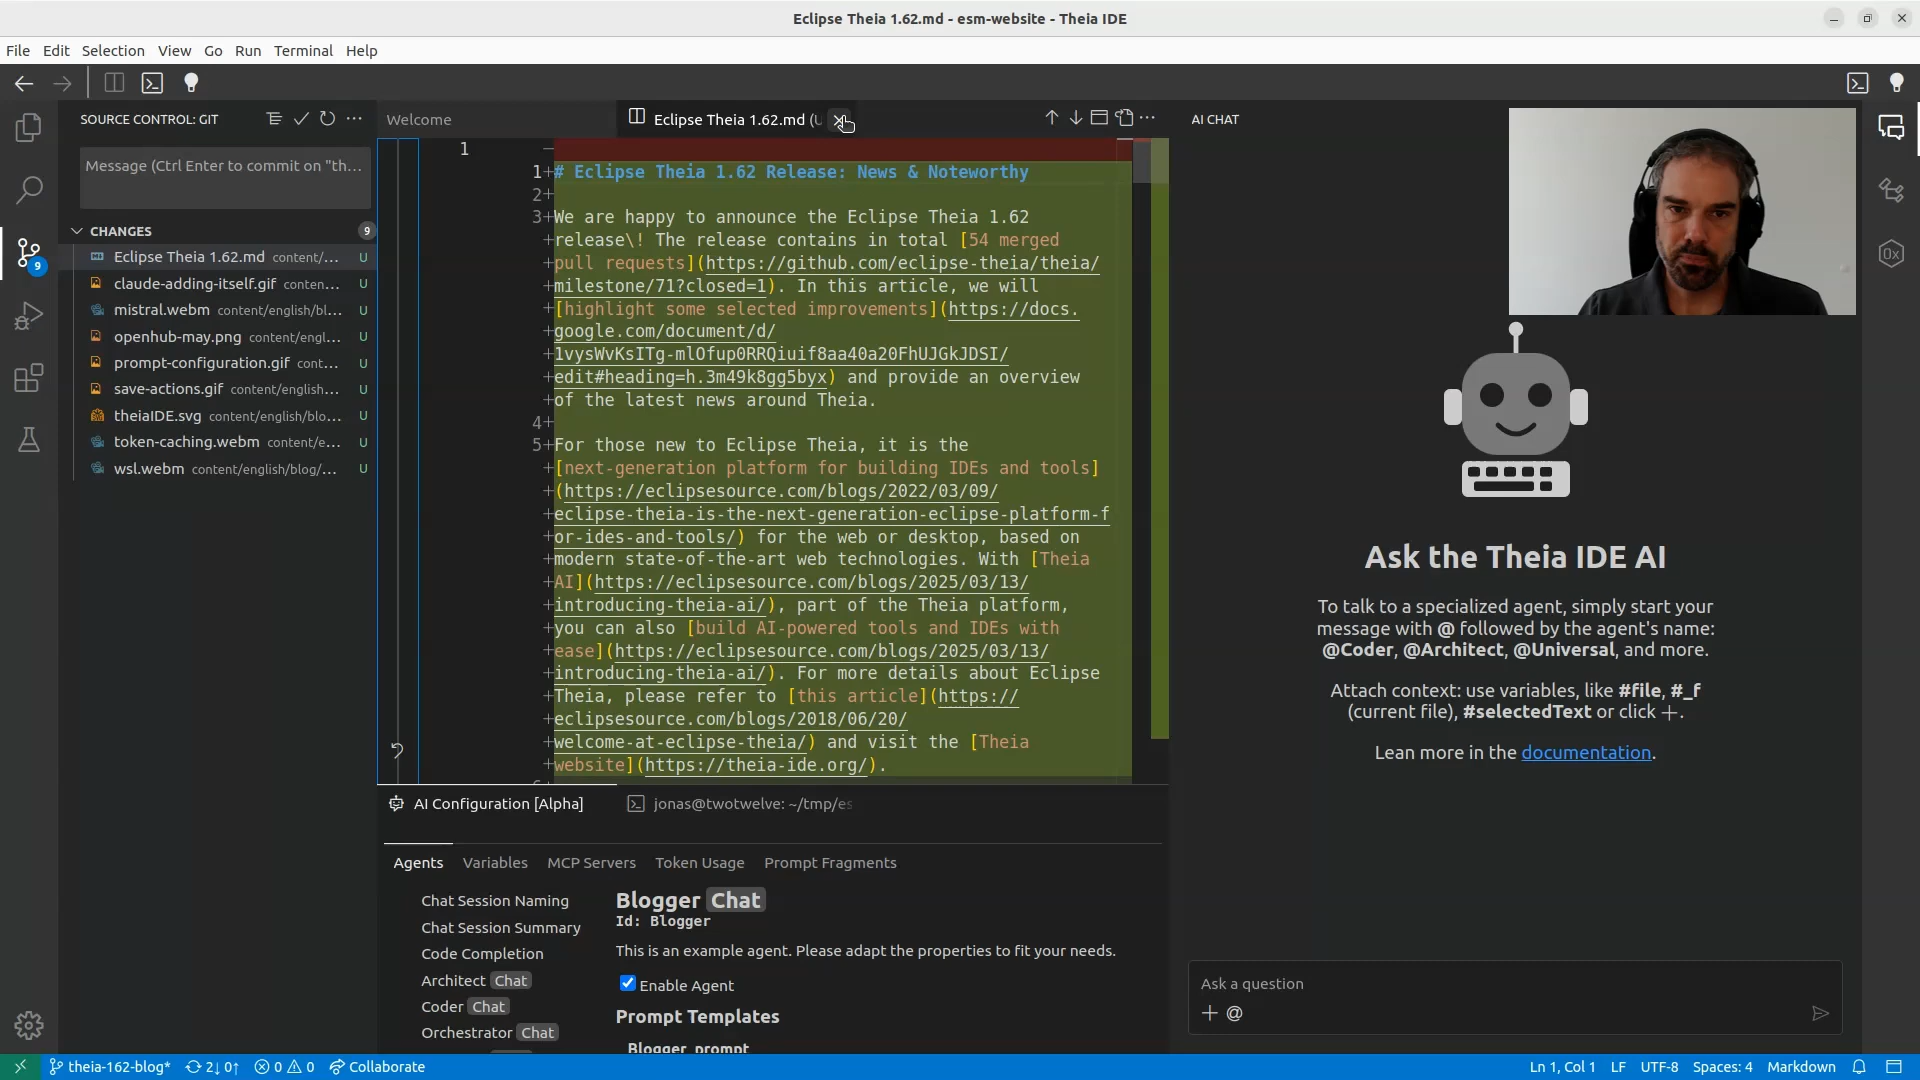 Eclipse Theia 1.62.md - esm-website - Theia IDE
File Edit Selection View Go Run Terminal Help
SOURCE CONTROL: GIT
Message (Ctrl Enter to commit on "th...
CHANGES 9
9
Eclipse Theia 1.62.md content/... U
claude-adding-itself.gif conten... U
mistral.webm content/english/bl... U
openhub-may.png content/engl... U
prompt-configuration.gif cont... U
save-actions.gif content/english... U
theiaIDE.svg content/english/blo... U
token-caching.webm content/e... U
wsl.webm content/english/blog/... U
Welcome
Eclipse Theia 1.62.md (U
1 −
1+# Eclipse Theia 1.62 Release: News & Noteworthy
2+
3+We are happy to announce the Eclipse Theia 1.62
+release\! The release contains in total [54 merged
+pull requests](https://github.com/eclipse-theia/theia/
+milestone/71?closed=1). In this article, we will
+[highlight some selected improvements](https://docs.
+google.com/document/d/
+1vysWvKsITg-mlOfup0RRQiuif8aa40a20FhUJGkJDSI/
+edit#heading=h.3m49k8gg5byx) and provide an overview
+of the latest news around Theia.
4+
5+For those new to Eclipse Theia, it is the
+[next-generation platform for building IDEs and tools]
+(https://eclipsesource.com/blogs/2022/03/09/
+eclipse-theia-is-the-next-generation-eclipse-platform-f
+or-ides-and-tools/) for the web or desktop, based on
+modern state-of-the-art web technologies. With [Theia
+AI](https://eclipsesource.com/blogs/2025/03/13/
+introducing-theia-ai/), part of the Theia platform,
+you can also [build AI-powered tools and IDEs with
+ease](https://eclipsesource.com/blogs/2025/03/13/
+introducing-theia-ai/). For more details about Eclipse
+Theia, please refer to [this article](https://
+eclipsesource.com/blogs/2018/06/20/
+welcome-at-eclipse-theia/) and visit the [Theia
+website](https://theia-ide.org/).
AI Configuration [Alpha]
jonas@twotwelve: ~/tmp/es
Agents Variables MCP Servers Token Usage Prompt Fragments
Chat Session Naming
Chat Session Summary
Code Completion
Architect Chat
Coder Chat
Orchestrator Chat
Blogger Chat
Id: Blogger
This is an example agent. Please adapt the properties to fit your needs.
Enable Agent
Prompt Templates
Blogger prompt
AI CHAT
Ask the Theia IDE AI
To talk to a specialized agent, simply start your
message with @ followed by the agent's name:
@Coder, @Architect, @Universal, and more.
Attach context: use variables, like #file, #_f
(current file), #selectedText or click +.
Lean more in the documentation.
Ask a question
+ @
0x
theia-162-blog* 2↓ 0↑ 0 0 Collaborate
Ln 1, Col 1 LF UTF-8 Spaces: 4 Markdown